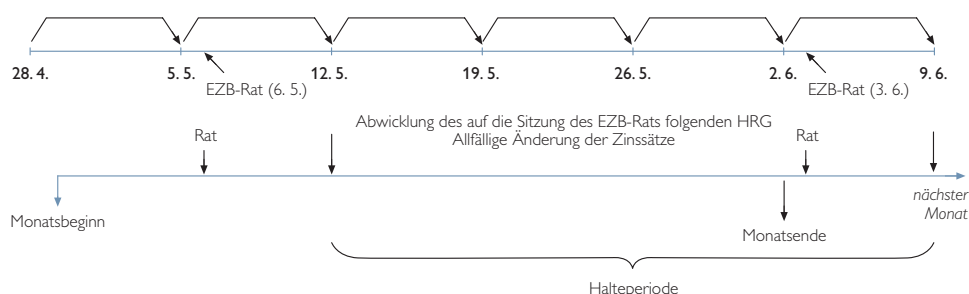 28. 4. 5. 5. 12. 5. 19. 5. 26. 5. 2. 6. 9. 6.
EZB-Rat (6. 5.) EZB-Rat (3. 6.)
Abwicklung des auf die Sitzung des EZB-Rats folgenden HRG
Rat Allfällige Änderung der Zinssätze Rat
nächster
Monatsbeginn Monat
Monatsende
Halteperiode